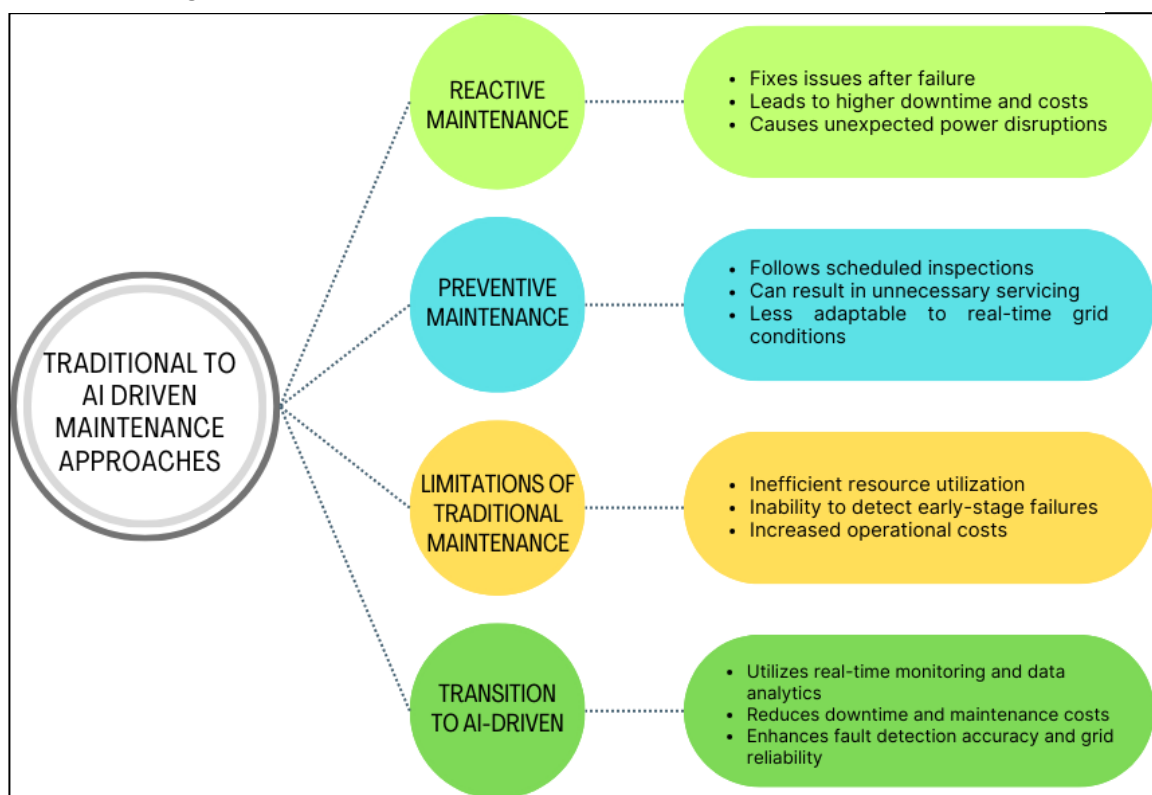 TRADITIONAL TO
AI DRIVEN
MAINTENANCE
APPROACHES
REACTIVE
MAINTENANCE
• Fixes issues after failure
• Leads to higher downtime and costs
• Causes unexpected power disruptions
PREVENTIVE
MAINTENANCE
• Follows scheduled inspections
• Can result in unnecessary servicing
• Less adaptable to real-time grid
conditions
LIMITATIONS OF
TRADITIONAL
MAINTENANCE
• Inefficient resource utilization
• Inability to detect early-stage failures
• Increased operational costs
TRANSITION
TO AI-DRIVEN
• Utilizes real-time monitoring and data
analytics
• Reduces downtime and maintenance costs
• Enhances fault detection accuracy and grid
reliability